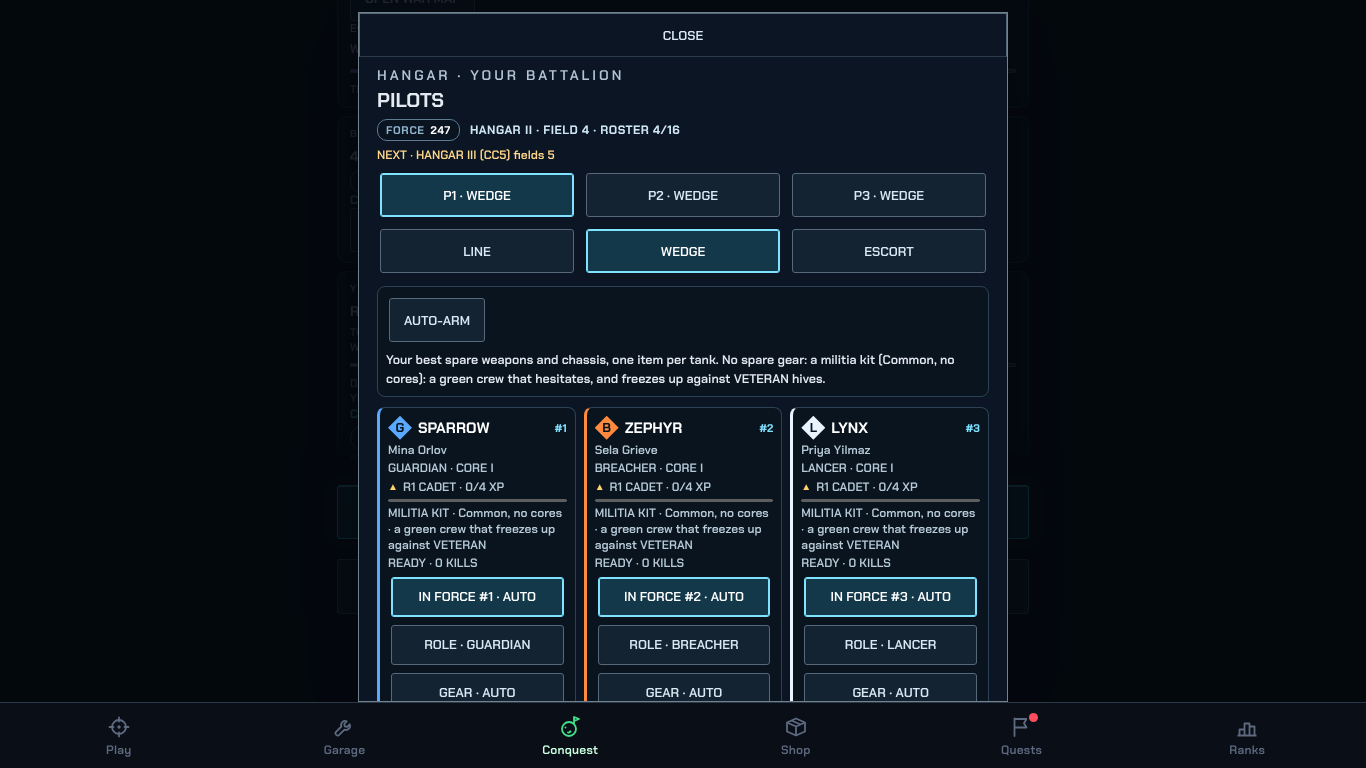 CLOSE
HANGAR · YOUR BATTALION
PILOTS
FORCE 247 HANGAR II · FIELD 4 · ROSTER 4/16
NEXT · HANGAR III (CC5) fields 5
P1 · WEDGE
P2 · WEDGE
P3 · WEDGE
LINE
WEDGE
ESCORT
AUTO-ARM
Your best spare weapons and chassis, one item per tank. No spare gear: a militia kit (Common, no
cores): a green crew that hesitates, and freezes up against VETERAN hives.
G SPARROW #1
Mina Orlov
GUARDIAN · CORE I
▲ R1 CADET · 0/4 XP
MILITIA KIT · Common, no cores
· a green crew that freezes up
against VETERAN
READY · 0 KILLS
IN FORCE #1 · AUTO
ROLE · GUARDIAN
GEAR · AUTO
B ZEPHYR #2
Sela Grieve
BREACHER · CORE I
▲ R1 CADET · 0/4 XP
MILITIA KIT · Common, no cores
· a green crew that freezes up
against VETERAN
READY · 0 KILLS
IN FORCE #2 · AUTO
ROLE · BREACHER
GEAR · AUTO
L LYNX #3
Priya Yilmaz
LANCER · CORE I
▲ R1 CADET · 0/4 XP
MILITIA KIT · Common, no cores
· a green crew that freezes up
against VETERAN
READY · 0 KILLS
IN FORCE #3 · AUTO
ROLE · LANCER
GEAR · AUTO
Play
Garage
Conquest
Shop
Quests
Ranks